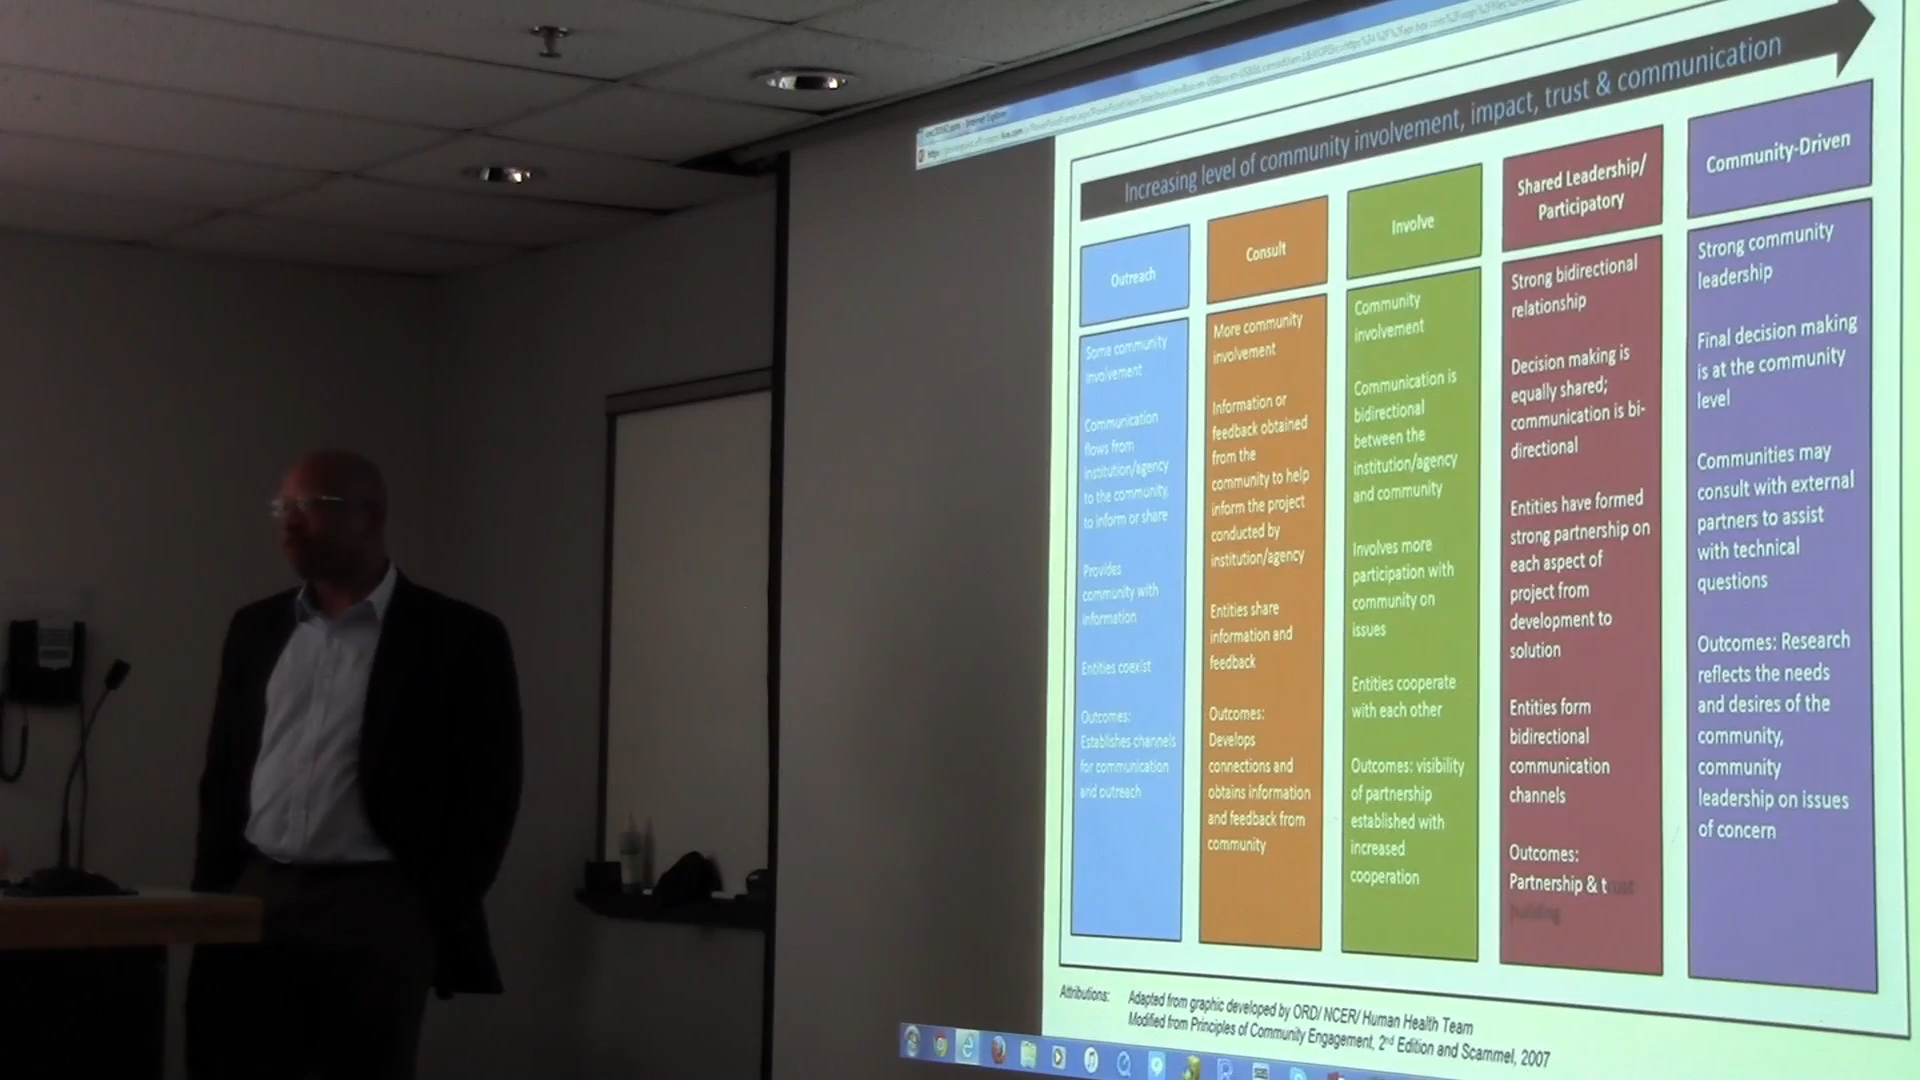 Increasing level of community involvement, impact, trust & communication
Outreach
Some community
involvement
Communication
flows from
institution/agency
to the community,
to inform or share
Provides
community with
information
Entities coexist
Outcomes:
Establishes channels
for communication
and outreach
Consult
More community
involvement
Information or
feedback obtained
from the
community to help
inform the project
conducted by
institution/agency
Entities share
information and
feedback
Outcomes:
Develops
connections and
obtains information
and feedback from
community
Involve
Community
involvement
Communication is
bidirectional
between the
institution/agency
and community
Involves more
participation with
community on
issues
Entities cooperate
with each other
Outcomes: visibility
of partnership
established with
increased
cooperation
Shared Leadership/
Participatory
Strong bidirectional
relationship
Decision making is
equally shared;
communication is bi-
directional
Entities have formed
strong partnership on
each aspect of
project from
development to
solution
Entities form
bidirectional
communication
channels
Outcomes:
Partnership & trust
building
Community-Driven
Strong community
leadership
Final decision making
is at the community
level
Communities may
consult with external
partners to assist
with technical
questions
Outcomes: Research
reflects the needs
and desires of the
community,
community
leadership on issues
of concern
Attributions: Adapted from graphic developed by ORD/ NCER/ Human Health Team
Modified from Principles of Community Engagement, 2nd Edition and Scammel, 2007